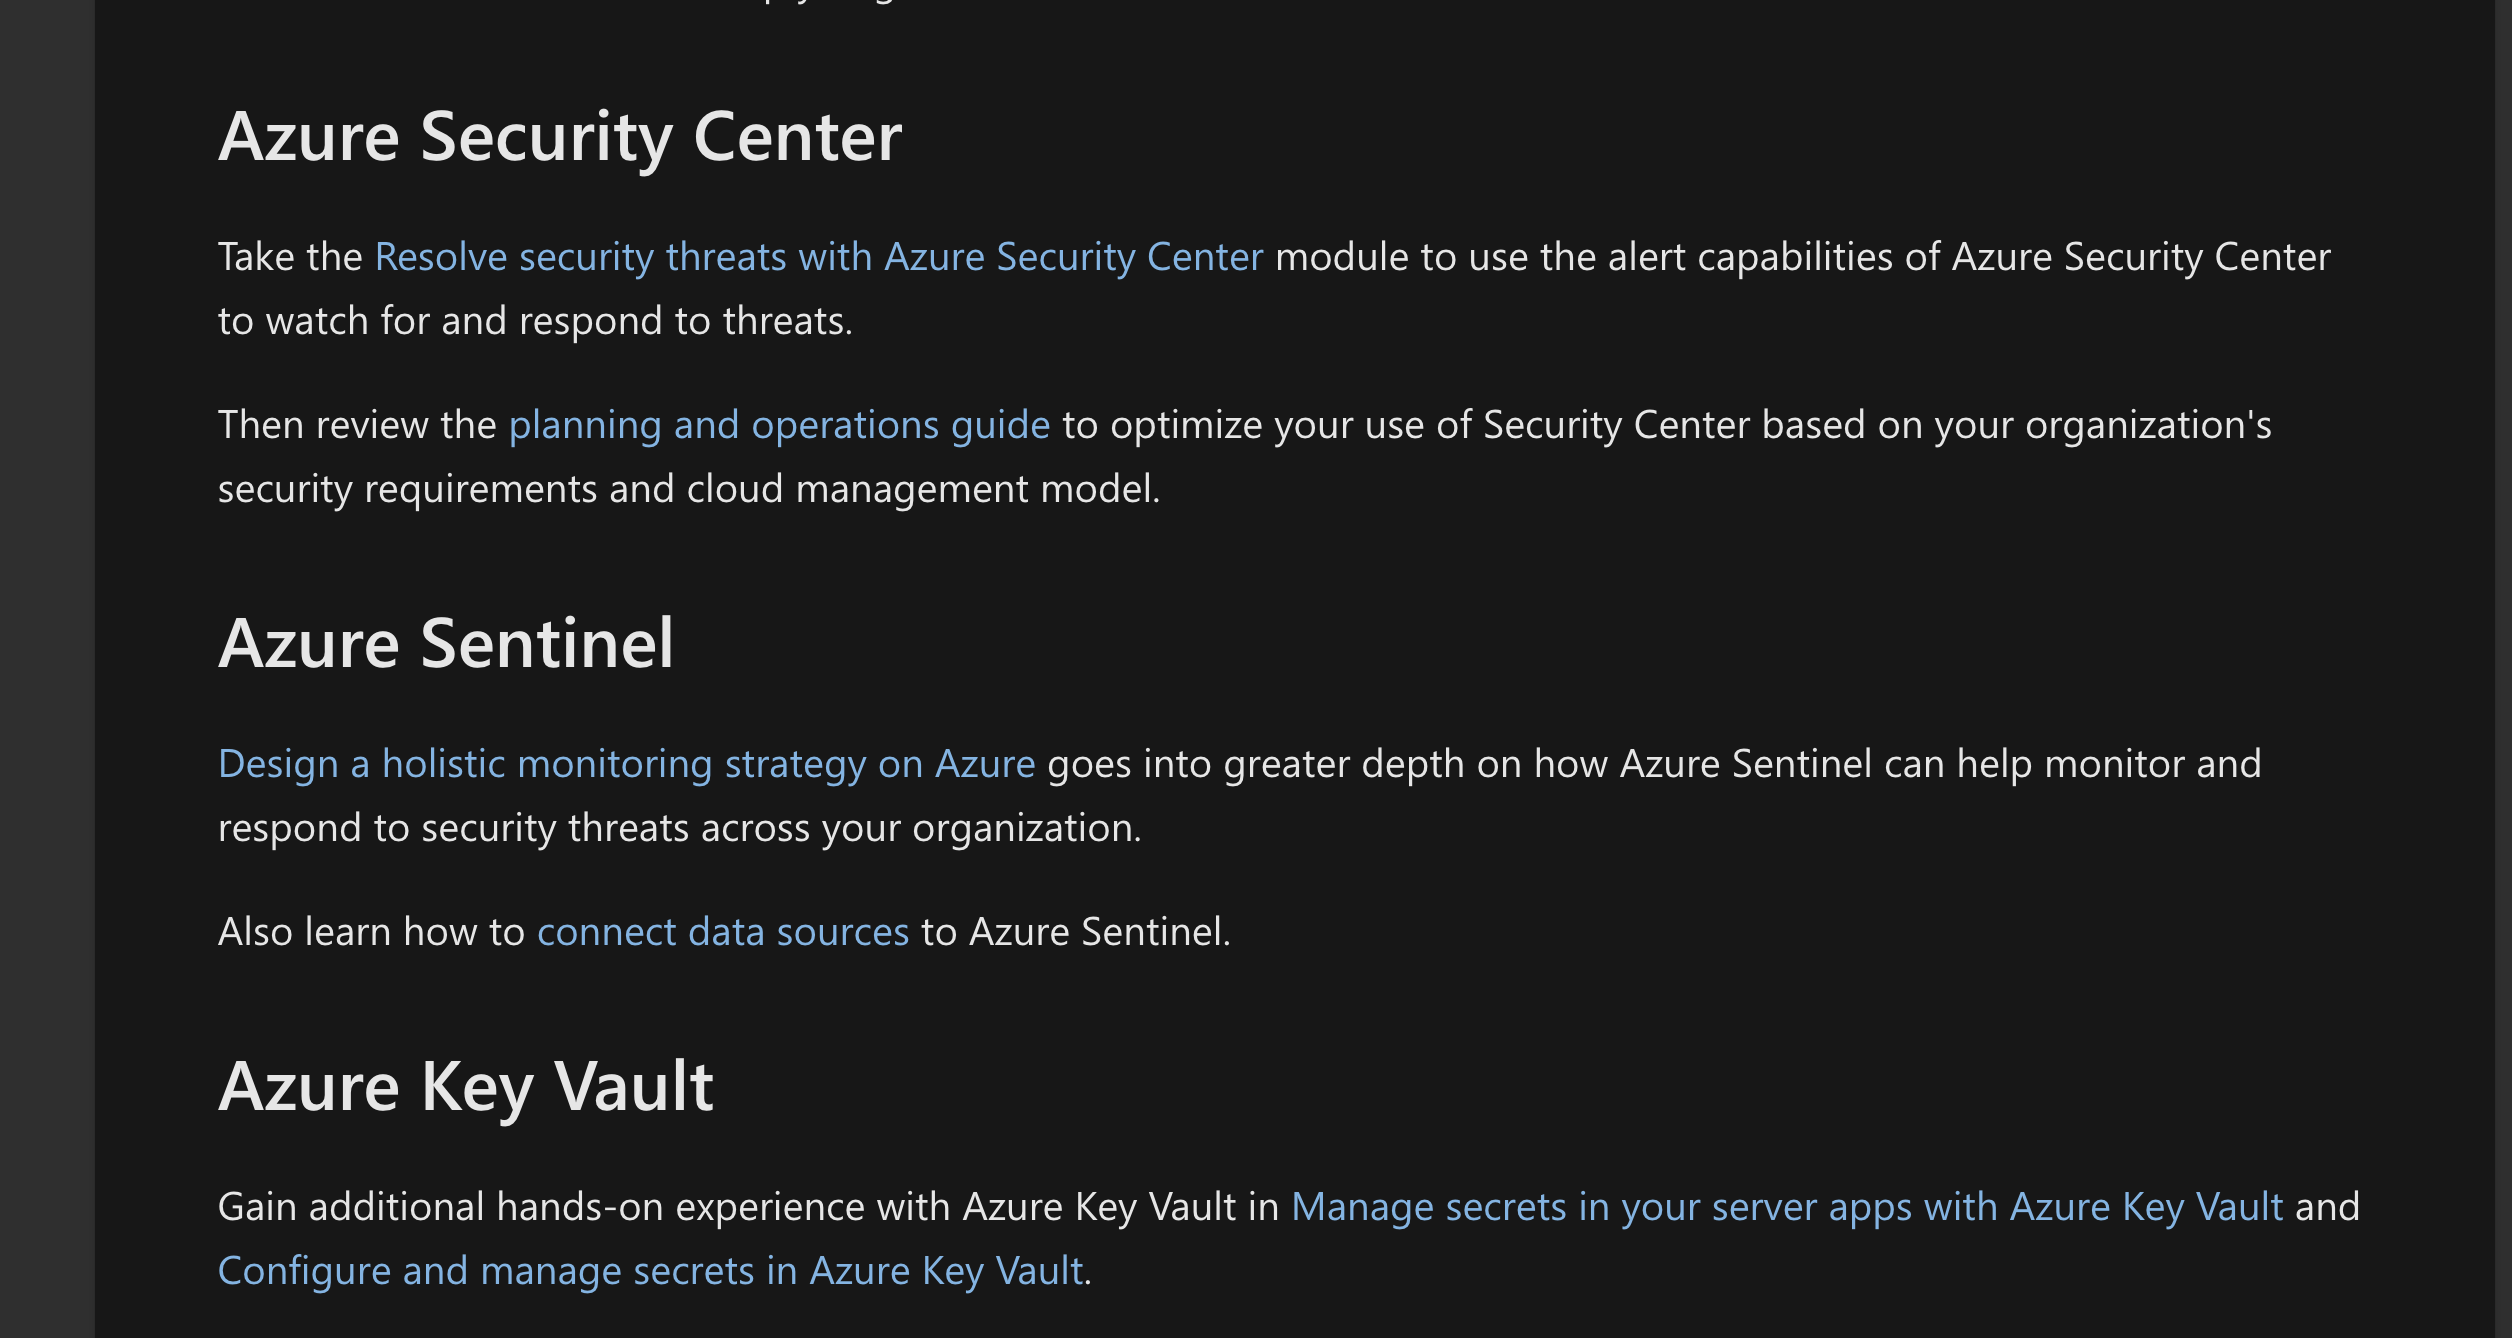 Azure Security Center
Take the Resolve security threats with Azure Security Center module to use the alert capabilities of Azure Security Center
to watch for and respond to threats.
Then review the planning and operations guide to optimize your use of Security Center based on your organization's
security requirements and cloud management model.
Azure Sentinel
Design a holistic monitoring strategy on Azure goes into greater depth on how Azure Sentinel can help monitor and
respond to security threats across your organization.
Also learn how to connect data sources to Azure Sentinel.
Azure Key Vault
Gain additional hands-on experience with Azure Key Vault in Manage secrets in your server apps with Azure Key Vault and
Configure and manage secrets in Azure Key Vault.